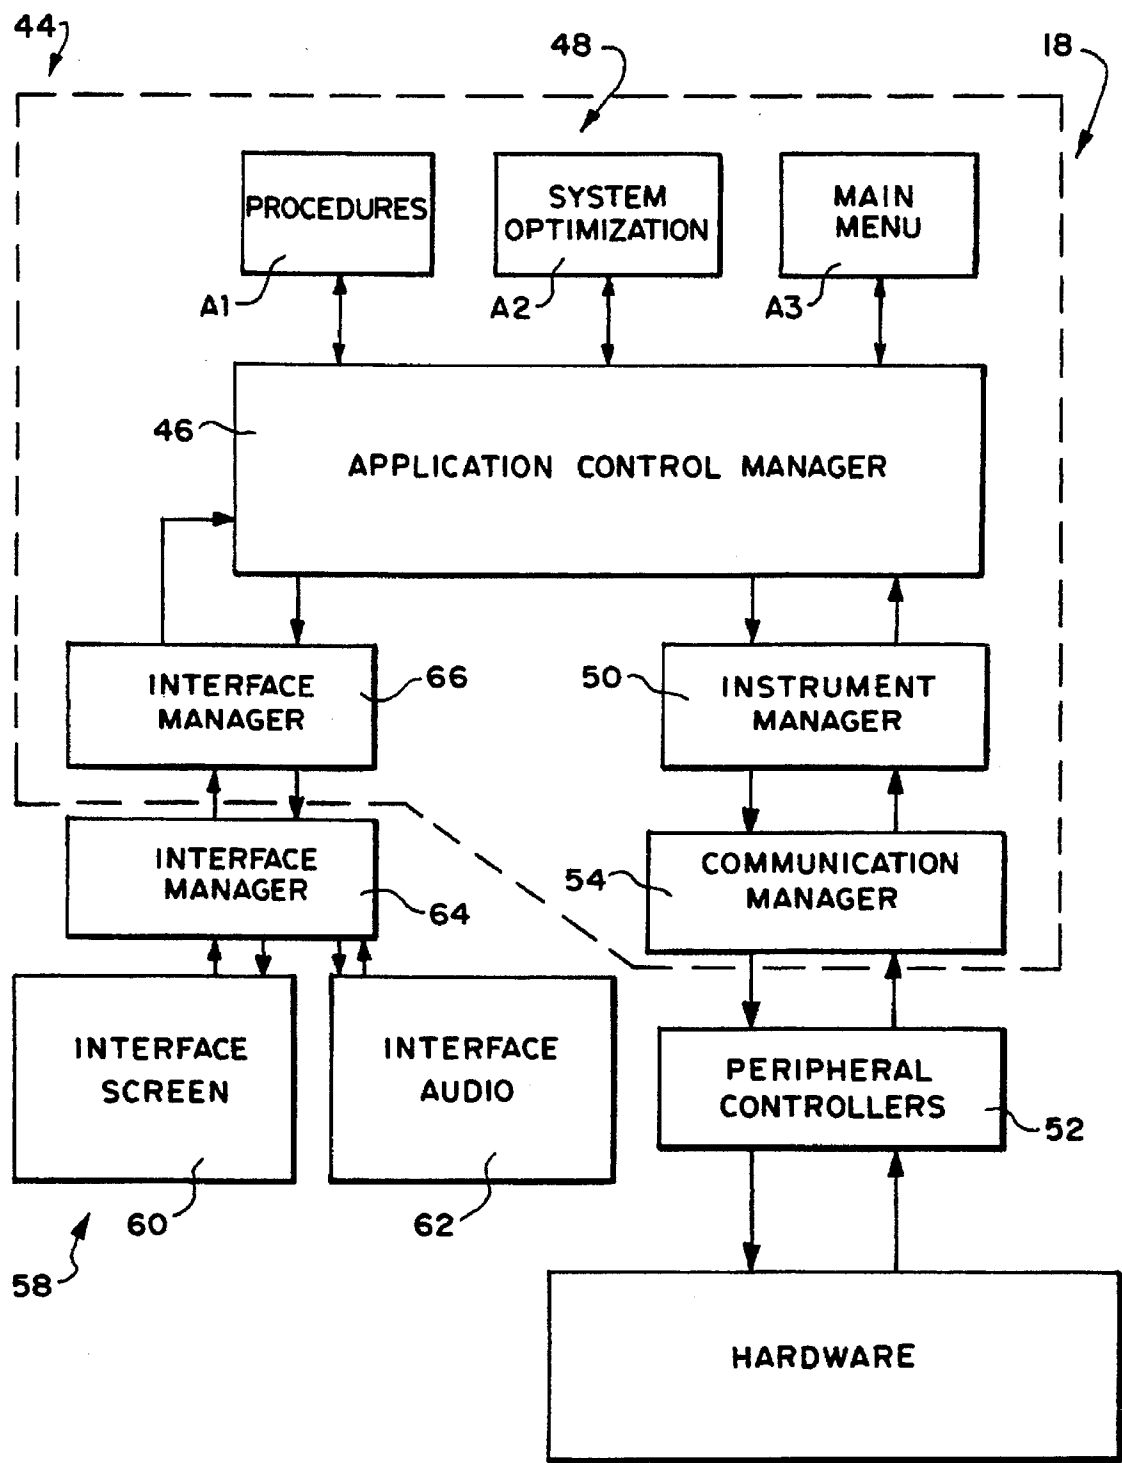 44
48
18
PROCEDURES
SYSTEM
OPTIMIZATION
MAIN
MENU
A1
A2
A3
46
APPLICATION CONTROL MANAGER
INTERFACE
MANAGER
66
50
INSTRUMENT
MANAGER
INTERFACE
MANAGER
64
54
COMMUNICATION
MANAGER
INTERFACE
SCREEN
INTERFACE
AUDIO
PERIPHERAL
CONTROLLERS
52
60
62
58
HARDWARE